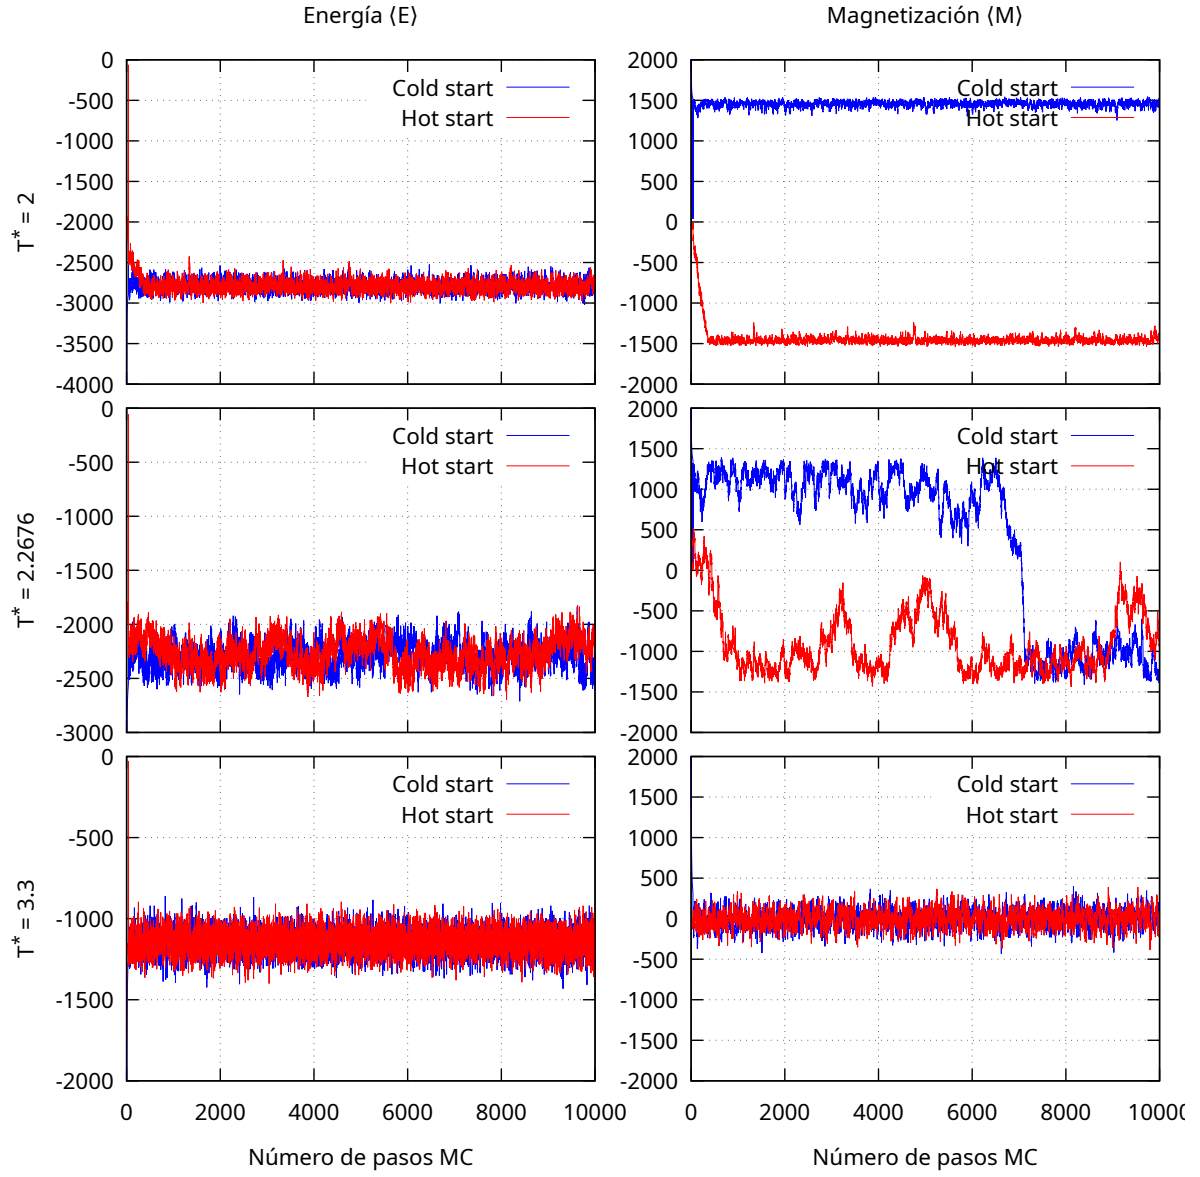 Energía ⟨E⟩
Magnetización ⟨M⟩
T* = 2
0
-500
-1000
-1500
-2000
-2500
-3000
-3500
-4000
Cold start
Hot start
2000
1500
1000
500
0
-500
-1000
-1500
-2000
Cold start
Hot start
T* = 2.2676
0
-500
-1000
-1500
-2000
-2500
-3000
Cold start
Hot start
2000
1500
1000
500
0
-500
-1000
-1500
-2000
Cold start
Hot start
T* = 3.3
0
-500
-1000
-1500
-2000
Cold start
Hot start
0 2000 4000 6000 8000 10000
Número de pasos MC
2000
1500
1000
500
0
-500
-1000
-1500
-2000
Cold start
Hot start
0 2000 4000 6000 8000 1000
Número de pasos MC